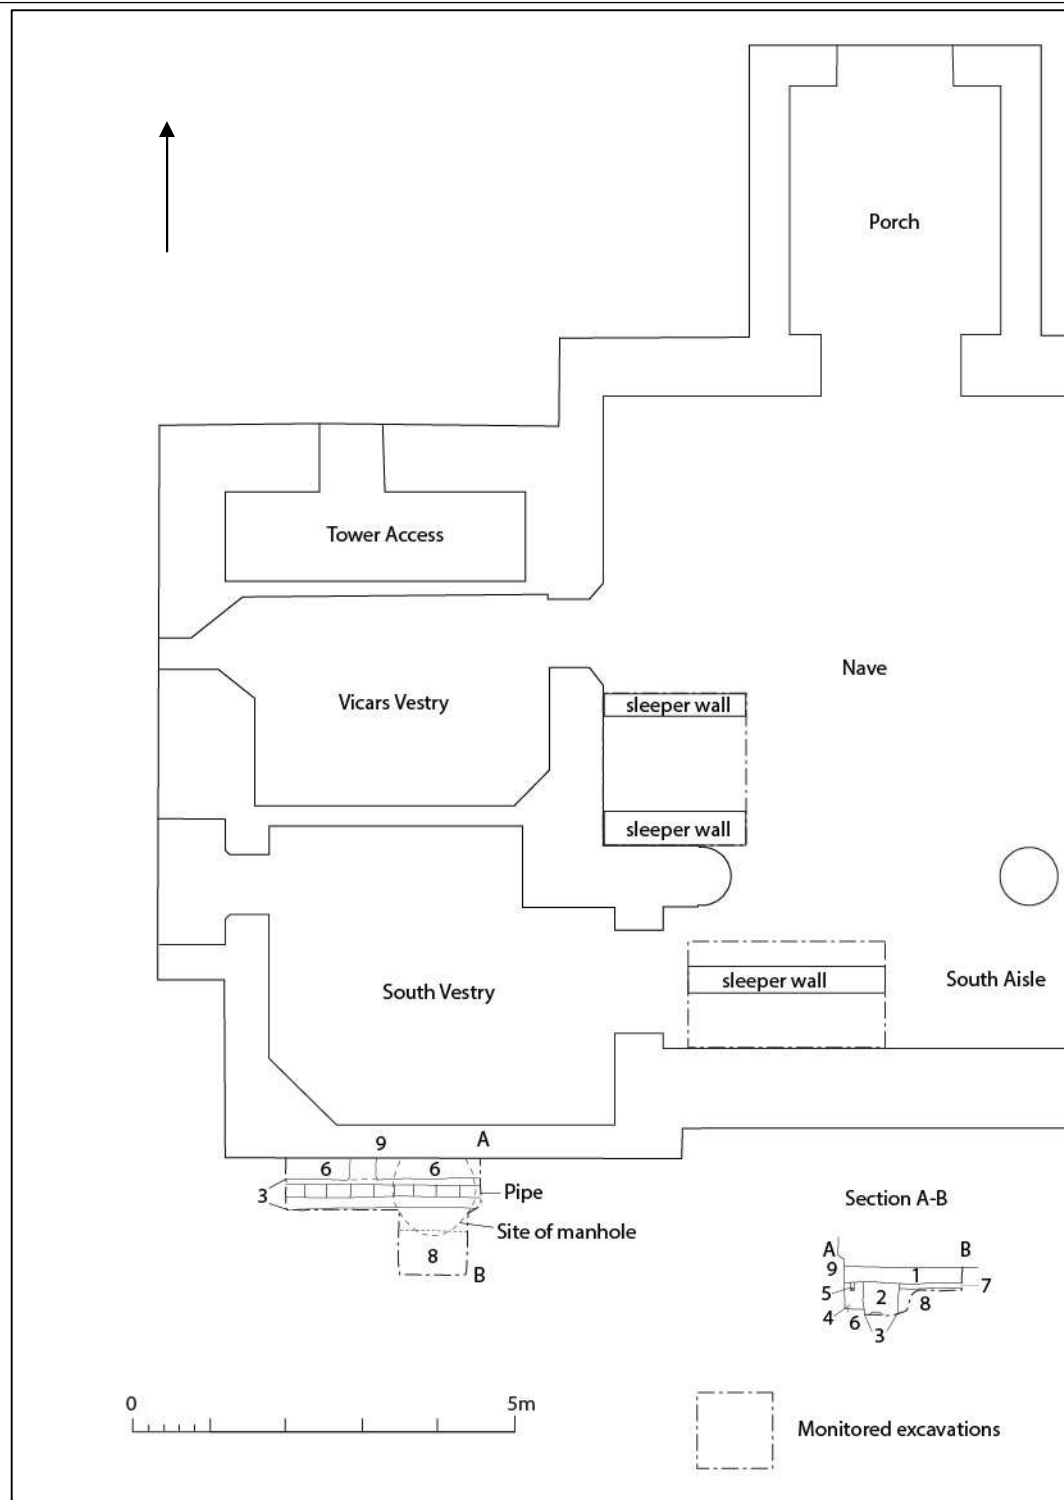 Porch
Tower Access
Nave
Vicars Vestry
sleeper wall
sleeper wall
South Vestry
sleeper wall
South Aisle
9
A
6
6
3
Pipe
Site of manhole
8
B
Section A-B
A
B
9
1
7
5
2
8
4
6
3
0
5m
Monitored excavations